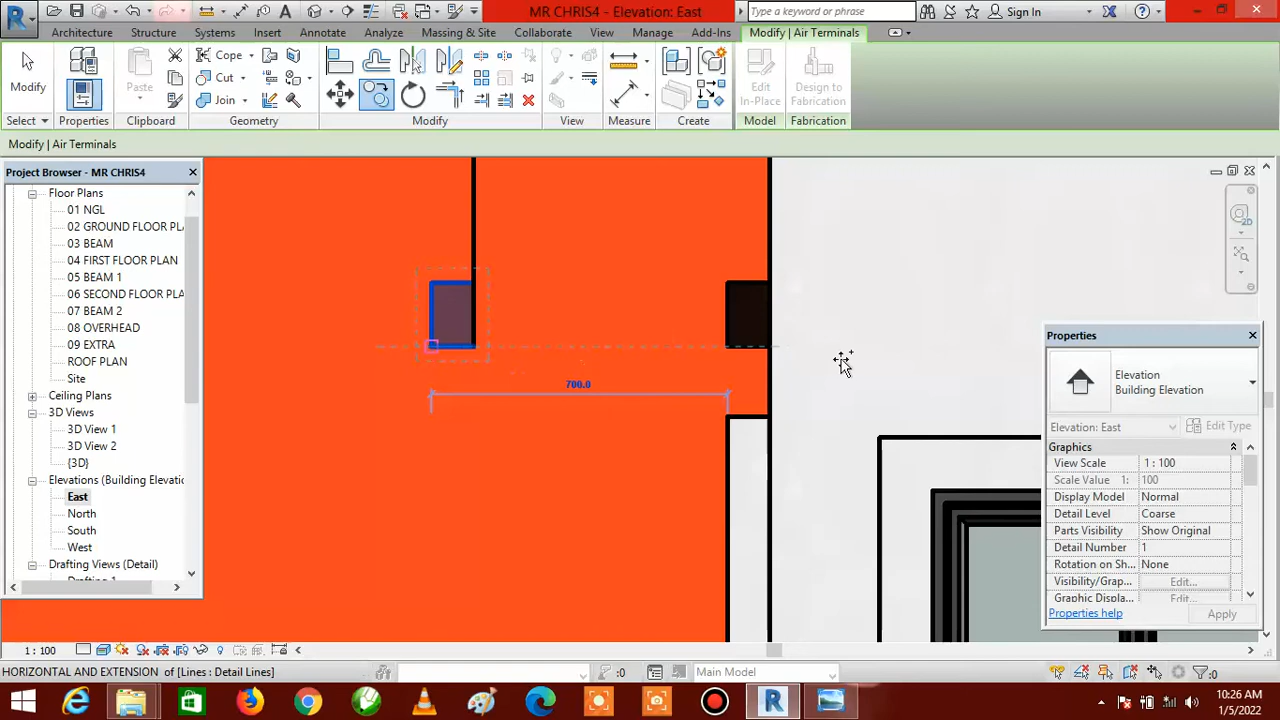 MR CHRIS4 - Elevation: East
Type a keyword or phrase
Sign In
Architecture Structure Systems Insert Annotate Analyze Massing & Site Collaborate View Manage Add-Ins Modify | Air Terminals
Modify
Paste
Cope
Cut
Join
Edit In-Place
Design to Fabrication
Select Properties Clipboard Geometry Modify View Measure Create Model Fabrication
Modify | Air Terminals
Project Browser - MR CHRIS4
Floor Plans
01 NGL
02 GROUND FLOOR PL
03 BEAM
04 FIRST FLOOR PLAN
05 BEAM 1
06 SECOND FLOOR PLA
07 BEAM 2
08 OVERHEAD
09 EXTRA
ROOF PLAN
Site
Ceiling Plans
3D Views
3D View 1
3D View 2
{3D}
Elevations (Building Elevatio
East
North
South
West
Drafting Views (Detail)
Drafting 1
700.0
Properties
Elevation
Building Elevation
Elevation: East
Edit Type
Graphics
View Scale 1 : 100
Scale Value 1: 100
Display Model Normal
Detail Level Coarse
Parts Visibility Show Original
Detail Number 1
Rotation on Sh... None
Visibility/Grap... Edit...
Graphic Displa... Edit...
Properties help
Apply
1 : 100
HORIZONTAL AND EXTENSION of [Lines : Detail Lines]
:0
Main Model
:0
10:26 AM
1/5/2022